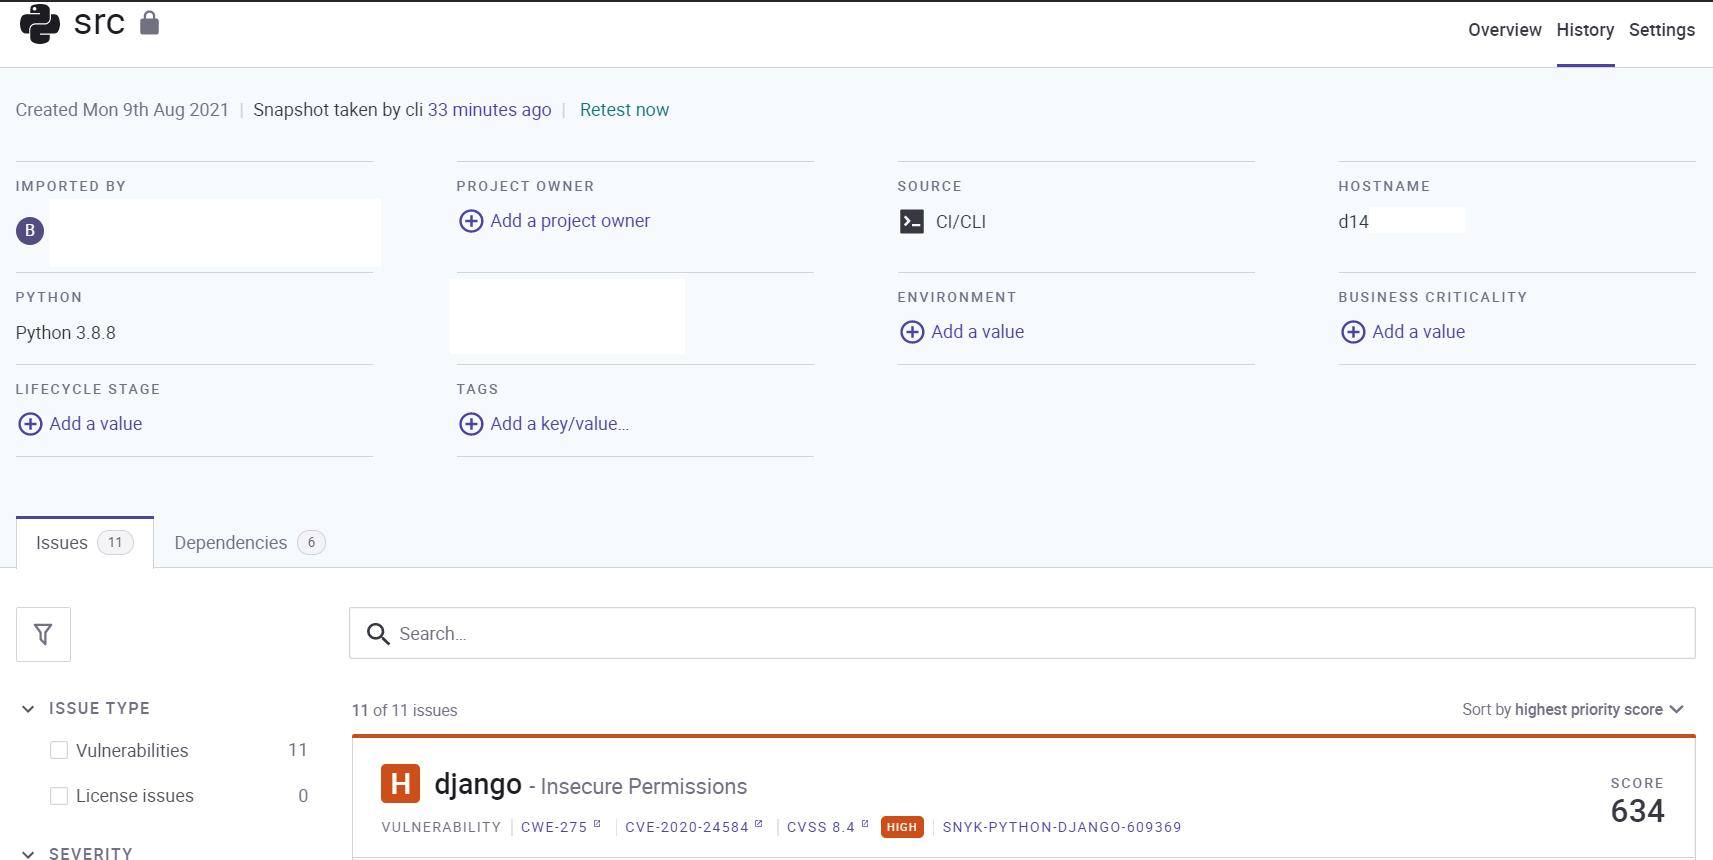 src
Overview History Settings
Created Mon 9th Aug 2021 | Snapshot taken by cli 33 minutes ago | Retest now
IMPORTED BY PROJECT OWNER SOURCE HOSTNAME
B Add a project owner CI/CLI d14
PYTHON ENVIRONMENT BUSINESS CRITICALITY
Python 3.8.8 Add a value Add a value
LIFECYCLE STAGE TAGS
Add a value Add a key/value...
Issues 11 Dependencies 6
Search...
ISSUE TYPE 11 of 11 issues Sort by highest priority score
Vulnerabilities 11
License issues 0
H django - Insecure Permissions SCORE
634
VULNERABILITY | CWE-275 | CVE-2020-24584 | CVSS 8.4 HIGH | SNYK-PYTHON-DJANGO-609369
SEVERITY